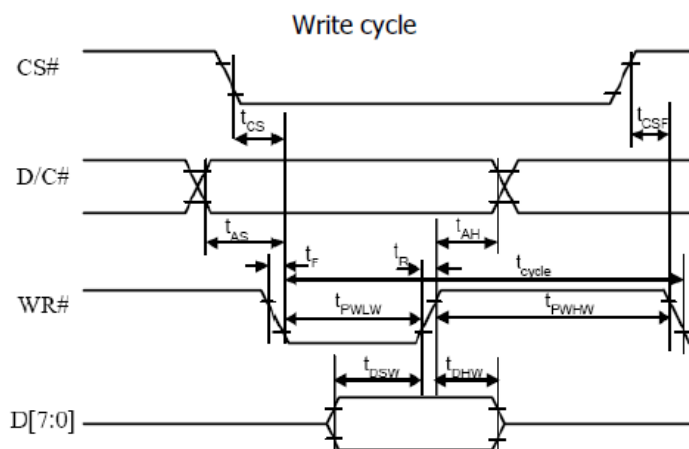 Write cycle
CS#
tCS
tCSF
D/C#
tAS
tAH
tF
tR
tcycle
WR#
tPWLW
tPWHW
tDSW
tDHW
D[7:0]